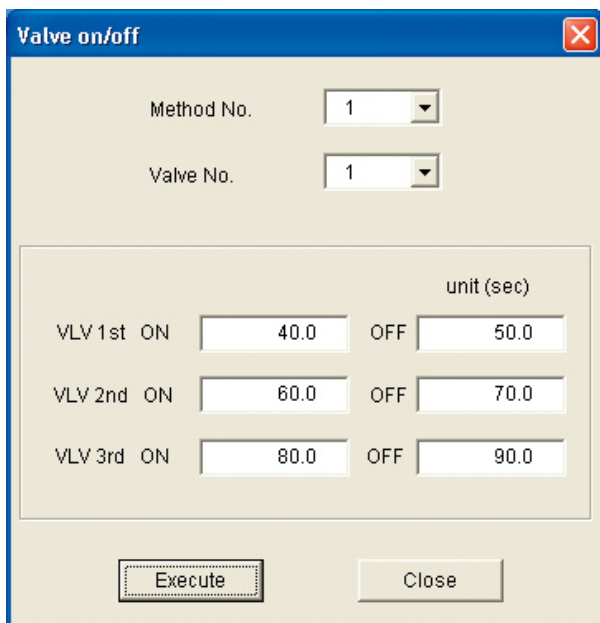 Valve on/off
Method No. 1
Valve No. 1
unit (sec)
VLV 1st ON 40.0 OFF 50.0
VLV 2nd ON 60.0 OFF 70.0
VLV 3rd ON 80.0 OFF 90.0
Execute Close